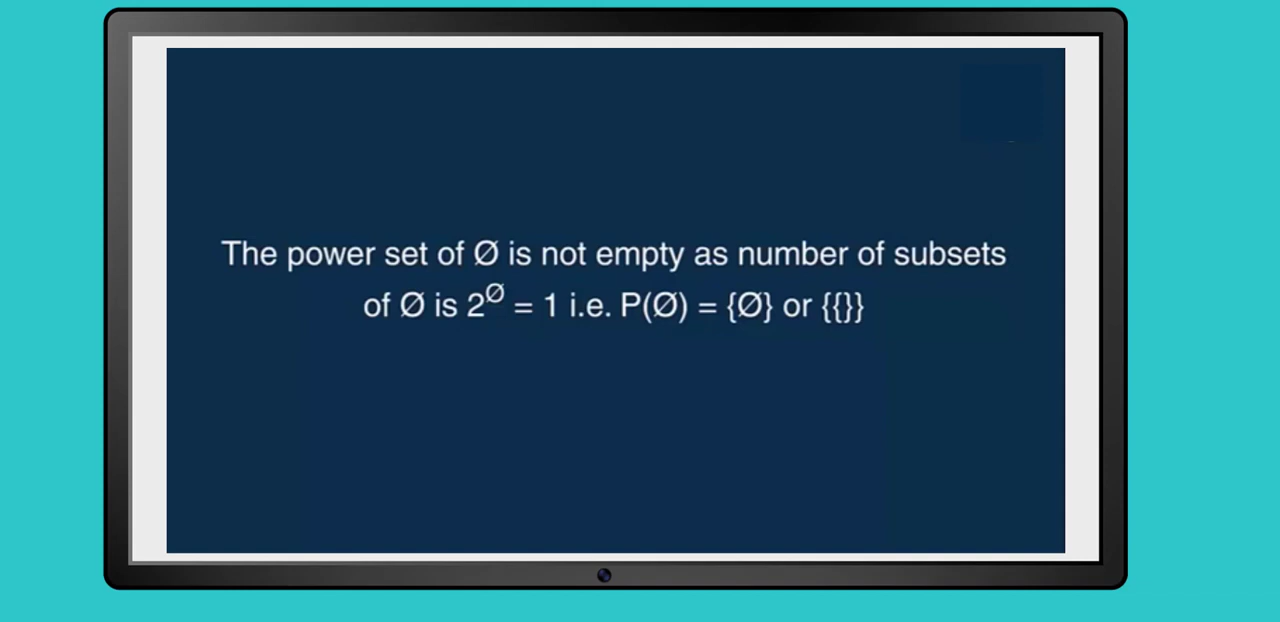 The power set of Ø is not empty as number of subsets
of Ø is 2^Ø = 1 i.e. P(Ø) = {Ø} or {{}}